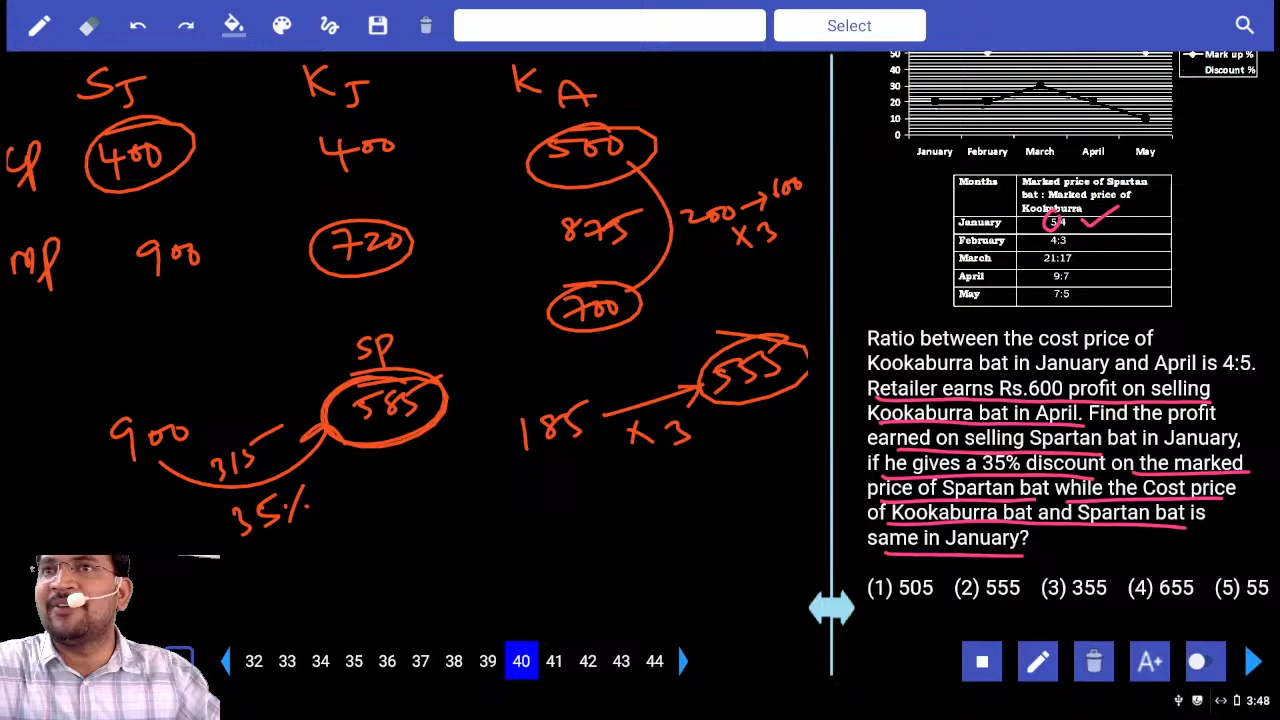 Select
S J K J K A
CP 400 400 500
200 → 100
× 3
MP 900 720 875
700
SP
900 585 185 555
315 × 3
35%
50
40
30
20
10
0
January February March April May
Mark up %
Discount %
Months Marked price of Spartan bat : Marked price of Kookaburra
January 5:4
February 4:3
March 21:17
April 9:7
May 7:5
Ratio between the cost price of
Kookaburra bat in January and April is 4:5.
Retailer earns Rs.600 profit on selling
Kookaburra bat in April. Find the profit
earned on selling Spartan bat in January,
if he gives a 35% discount on the marked
price of Spartan bat while the Cost price
of Kookaburra bat and Spartan bat is
same in January?
(1) 505 (2) 555 (3) 355 (4) 655 (5) 55
32 33 34 35 36 37 38 39 40 41 42 43 44
A+
3:48